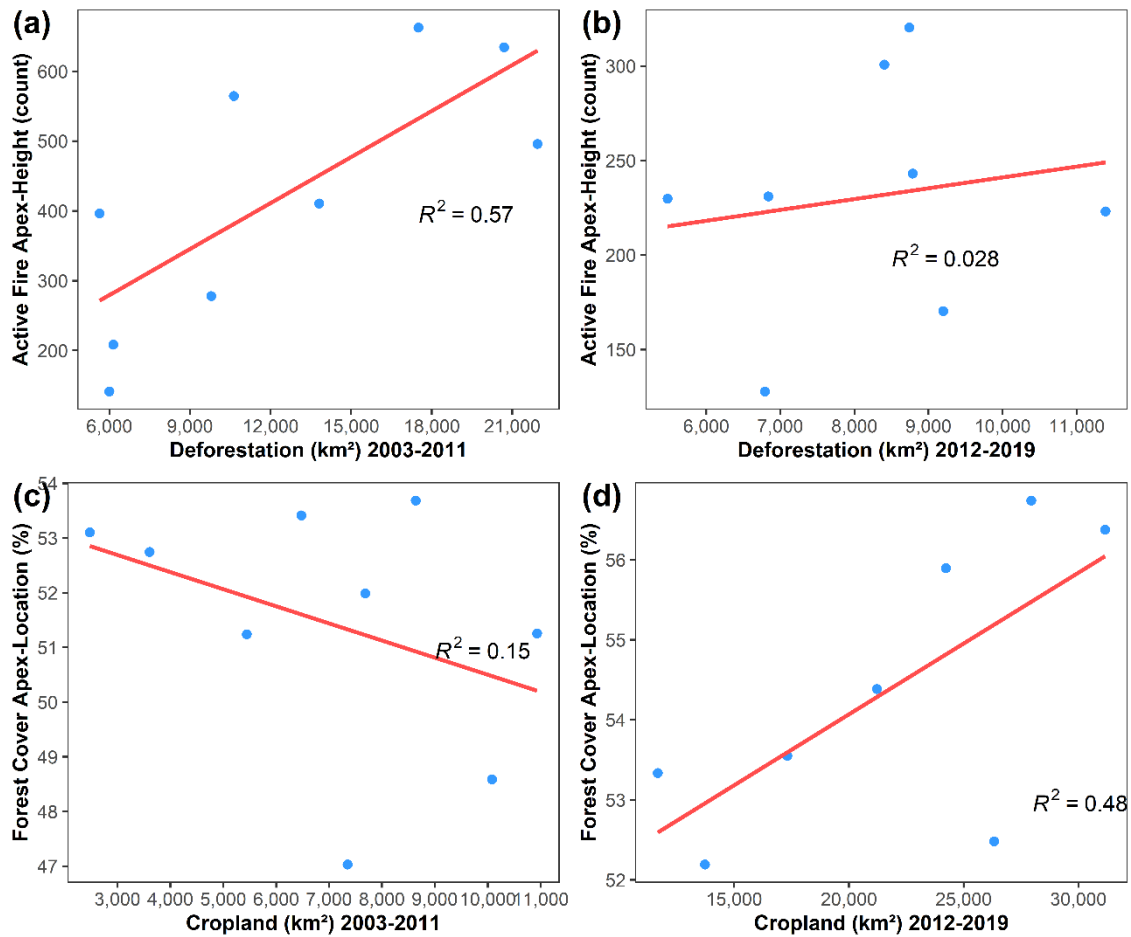 (a)
Active Fire Apex-Height (count)
600
500
400
300
200
R² = 0.57
6,000 9,000 12,000 15,000 18,000 21,000
Deforestation (km²) 2003-2011
(b)
Active Fire Apex-Height (count)
300
250
200
150
R² = 0.028
6,000 7,000 8,000 9,000 10,000 11,000
Deforestation (km²) 2012-2019
(c)
Forest Cover Apex-Location (%)
54
53
52
51
50
49
48
47
R² = 0.15
3,000 4,000 5,000 6,000 7,000 8,000 9,000 10,000 11,000
Cropland (km²) 2003-2011
(d)
Forest Cover Apex-Location (%)
56
55
54
53
52
R² = 0.48
15,000 20,000 25,000 30,000
Cropland (km²) 2012-2019